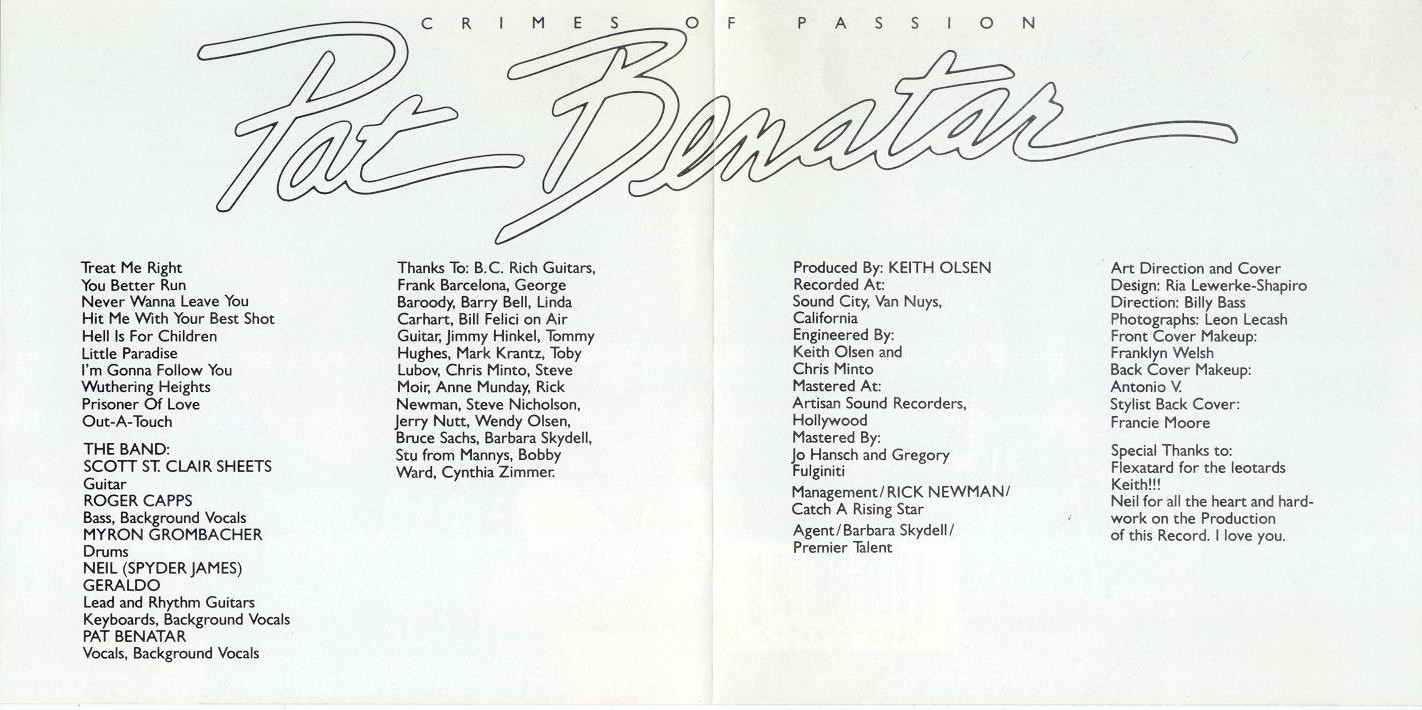 CRIMES OF PASSION
Pat Benatar
Treat Me Right
You Better Run
Never Wanna Leave You
Hit Me With Your Best Shot
Hell Is For Children
Little Paradise
I'm Gonna Follow You
Wuthering Heights
Prisoner Of Love
Out-A-Touch
THE BAND:
SCOTT ST. CLAIR SHEETS
Guitar
ROGER CAPPS
Bass, Background Vocals
MYRON GROMBACHER
Drums
NEIL (SPYDER JAMES)
GERALDO
Lead and Rhythm Guitars
Keyboards, Background Vocals
PAT BENATAR
Vocals, Background Vocals
Thanks To: B.C. Rich Guitars,
Frank Barcelona, George
Baroody, Barry Bell, Linda
Carhart, Bill Felici on Air
Guitar, Jimmy Hinkel, Tommy
Hughes, Mark Krantz, Toby
Lubov, Chris Minto, Steve
Moir, Anne Munday, Rick
Newman, Steve Nicholson,
Jerry Nutt, Wendy Olsen,
Bruce Sachs, Barbara Skydell,
Stu from Mannys, Bobby
Ward, Cynthia Zimmer.
Produced By: KEITH OLSEN
Recorded At:
Sound City, Van Nuys,
California
Engineered By:
Keith Olsen and
Chris Minto
Mastered At:
Artisan Sound Recorders,
Hollywood
Mastered By:
Jo Hansch and Gregory
Fulginiti
Management/RICK NEWMAN/
Catch A Rising Star
Agent/Barbara Skydell/
Premier Talent
Art Direction and Cover
Design: Ria Lewerke-Shapiro
Direction: Billy Bass
Photographs: Leon Lecash
Front Cover Makeup:
Franklyn Welsh
Back Cover Makeup:
Antonio V.
Stylist Back Cover:
Francie Moore
Special Thanks to:
Flexatard for the leotards
Keith!!!
Neil for all the heart and hard-
work on the Production
of this Record. I love you.